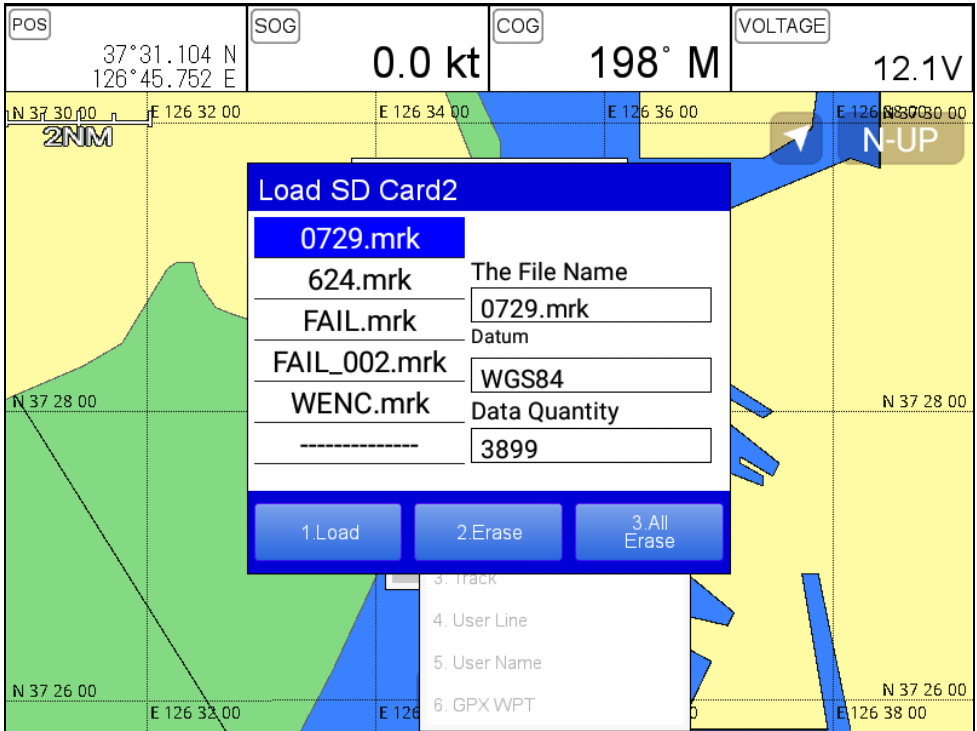 POS
37°31.104 N
126°45.752 E
SOG
0.0 kt
COG
198° M
VOLTAGE
12.1V
N 37 30 00
E 126 32 00
E 126 34 00
E 126 36 00
2NM
N-UP
Load SD Card2
0729.mrk
624.mrk
FAIL.mrk
FAIL_002.mrk
WENC.mrk
--------------
The File Name
0729.mrk
Datum
WGS84
Data Quantity
3899
N 37 28 00
N 37 28 00
1.Load
2.Erase
3.All
Erase
3. Track
4. User Line
5. User Name
6. GPX WPT
N 37 26 00
N 37 26 00
E 126 32 00
E 126
E 126 38 00